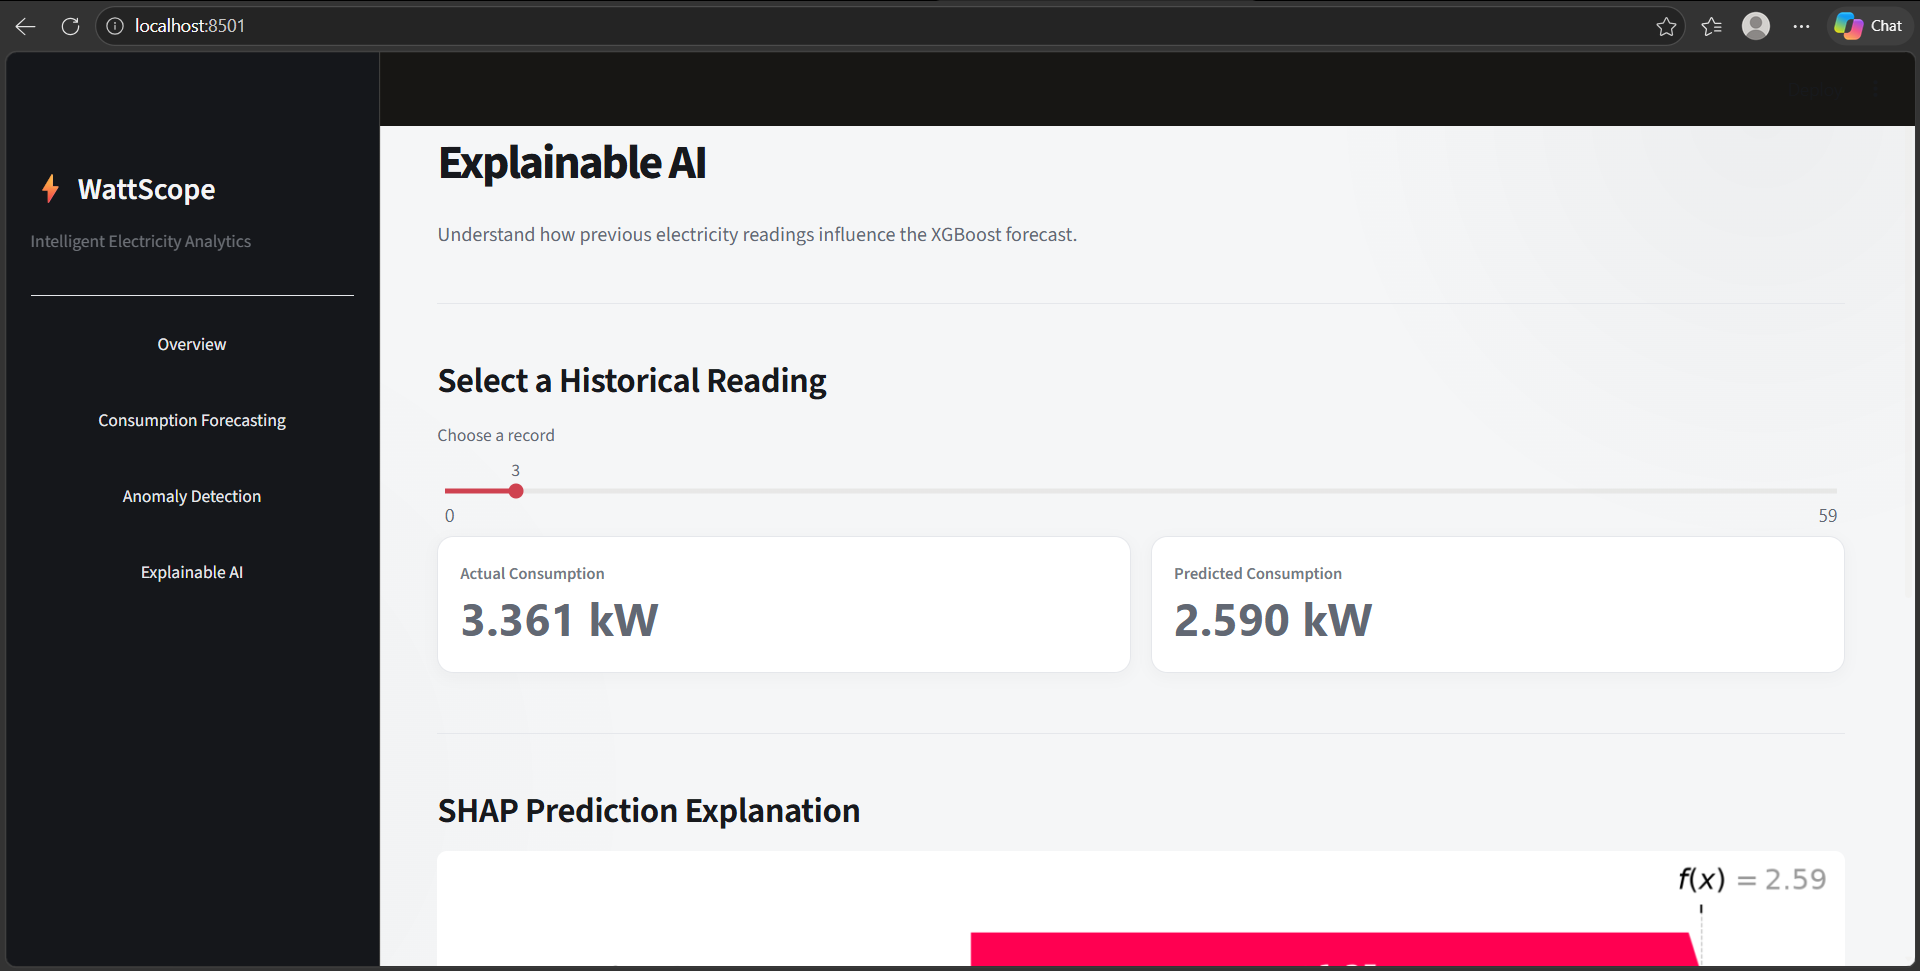 localhost:8501
Chat
WattScope
Intelligent Electricity Analytics
Overview
Consumption Forecasting
Anomaly Detection
Explainable AI
Explainable AI
Understand how previous electricity readings influence the XGBoost forecast.
Select a Historical Reading
Choose a record
3
0
59
Actual Consumption
3.361 kW
Predicted Consumption
2.590 kW
SHAP Prediction Explanation
f(x) = 2.59